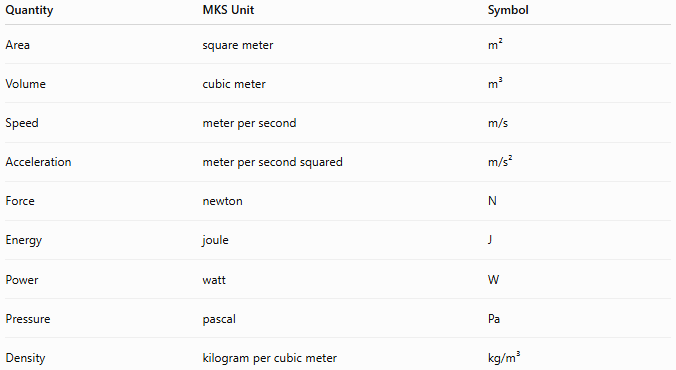 Quantity MKS Unit Symbol
Area square meter m²
Volume cubic meter m³
Speed meter per second m/s
Acceleration meter per second squared m/s²
Force newton N
Energy joule J
Power watt W
Pressure pascal Pa
Density kilogram per cubic meter kg/m³